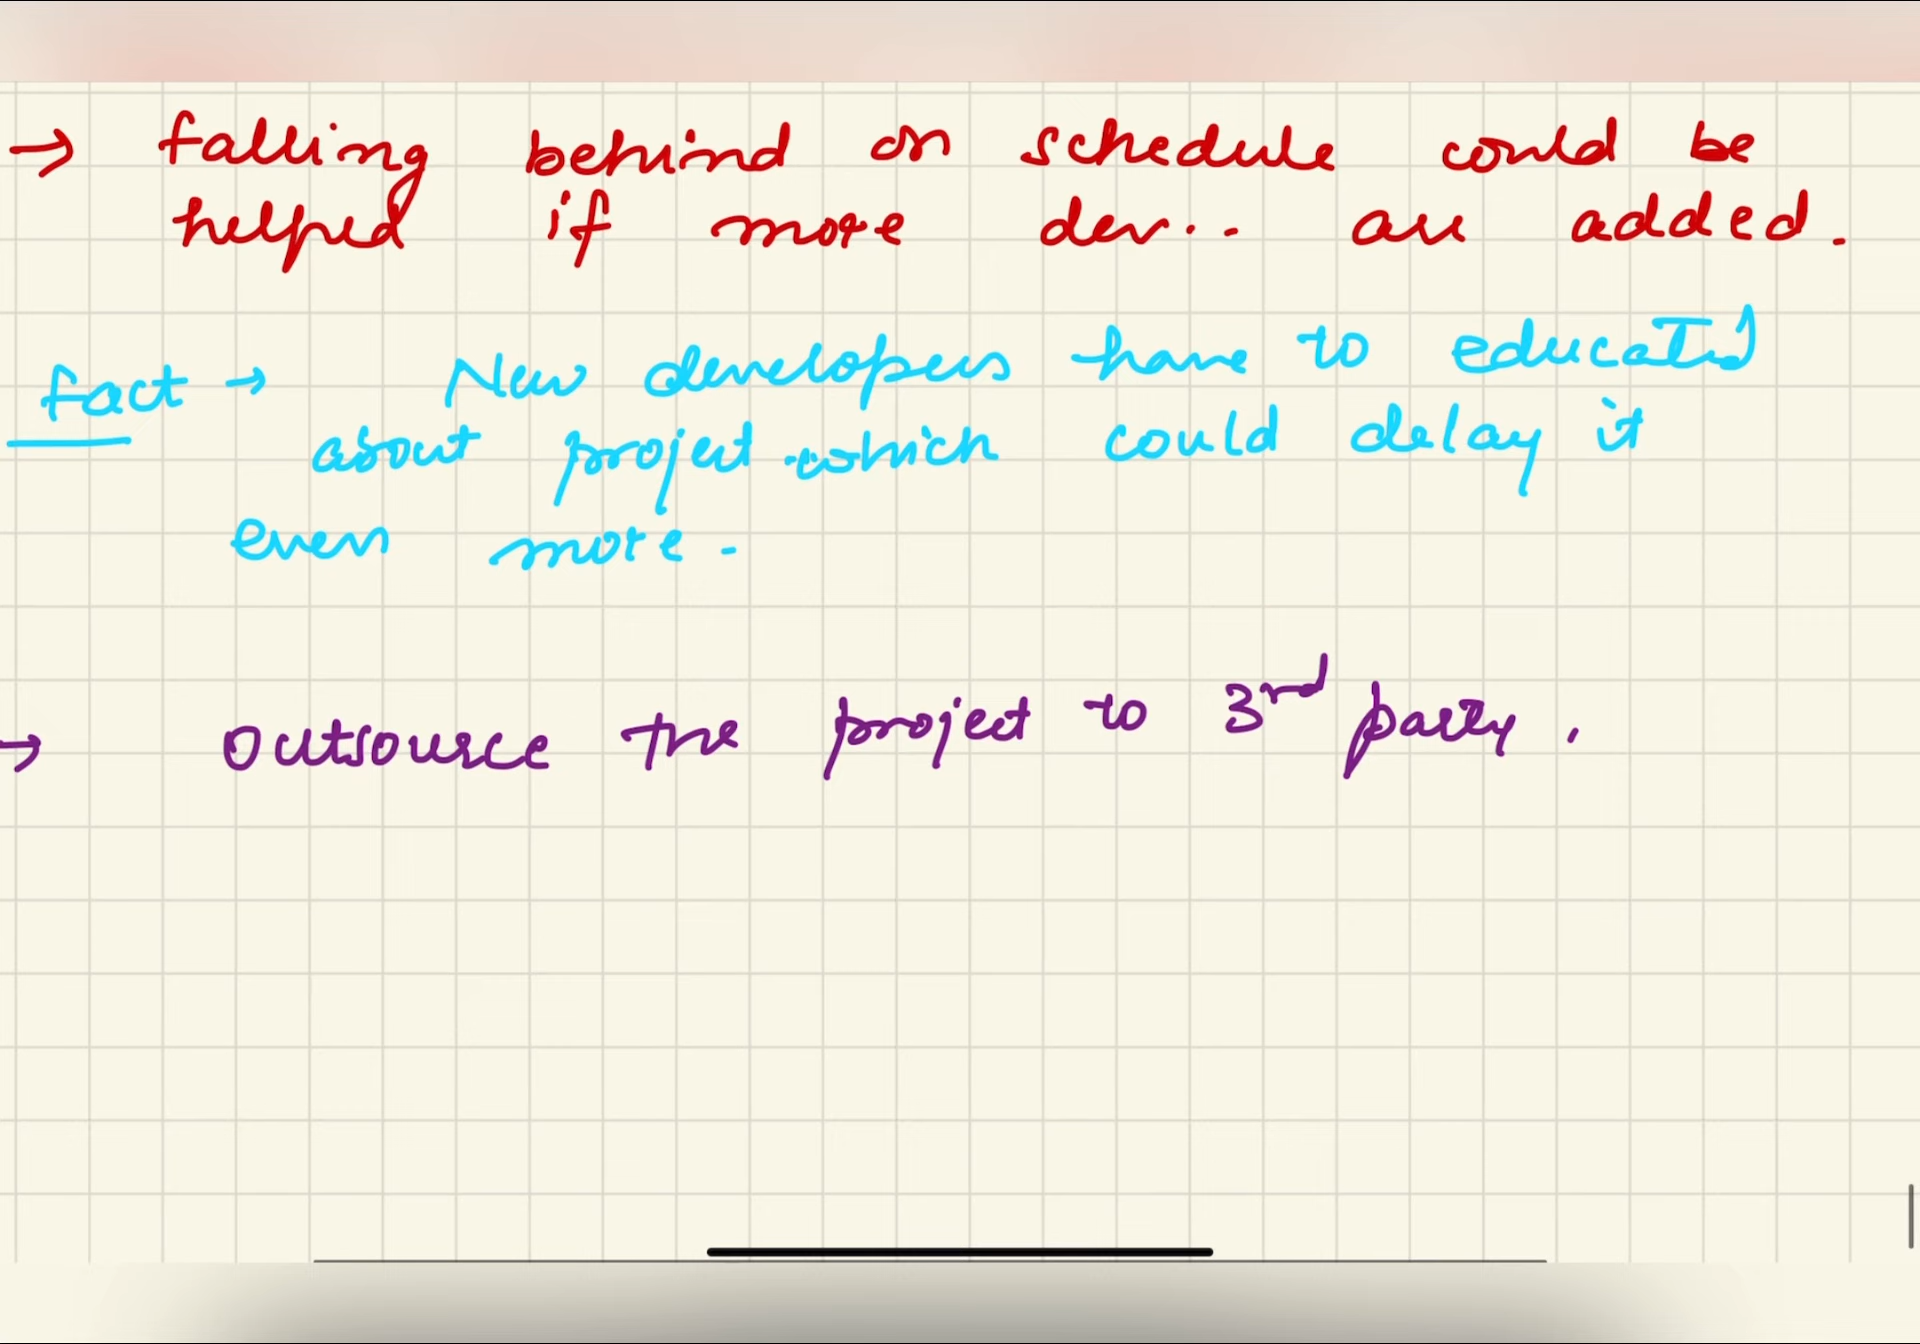 → falling behind on schedule could be
helped if more dev... are added.
fact → New developers have to educated
about project which could delay it
even more.
→ Outsource the project to 3rd party.